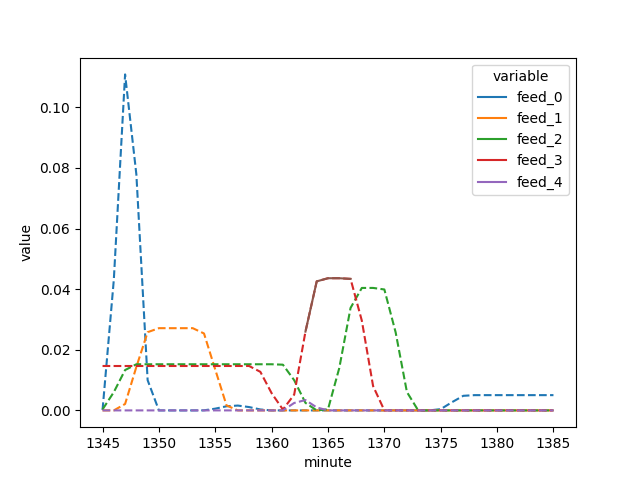 variable
feed_0
feed_1
feed_2
feed_3
feed_4
value
0.10
0.08
0.06
0.04
0.02
0.00
1345 1350 1355 1360 1365 1370 1375 1380 1385
minute